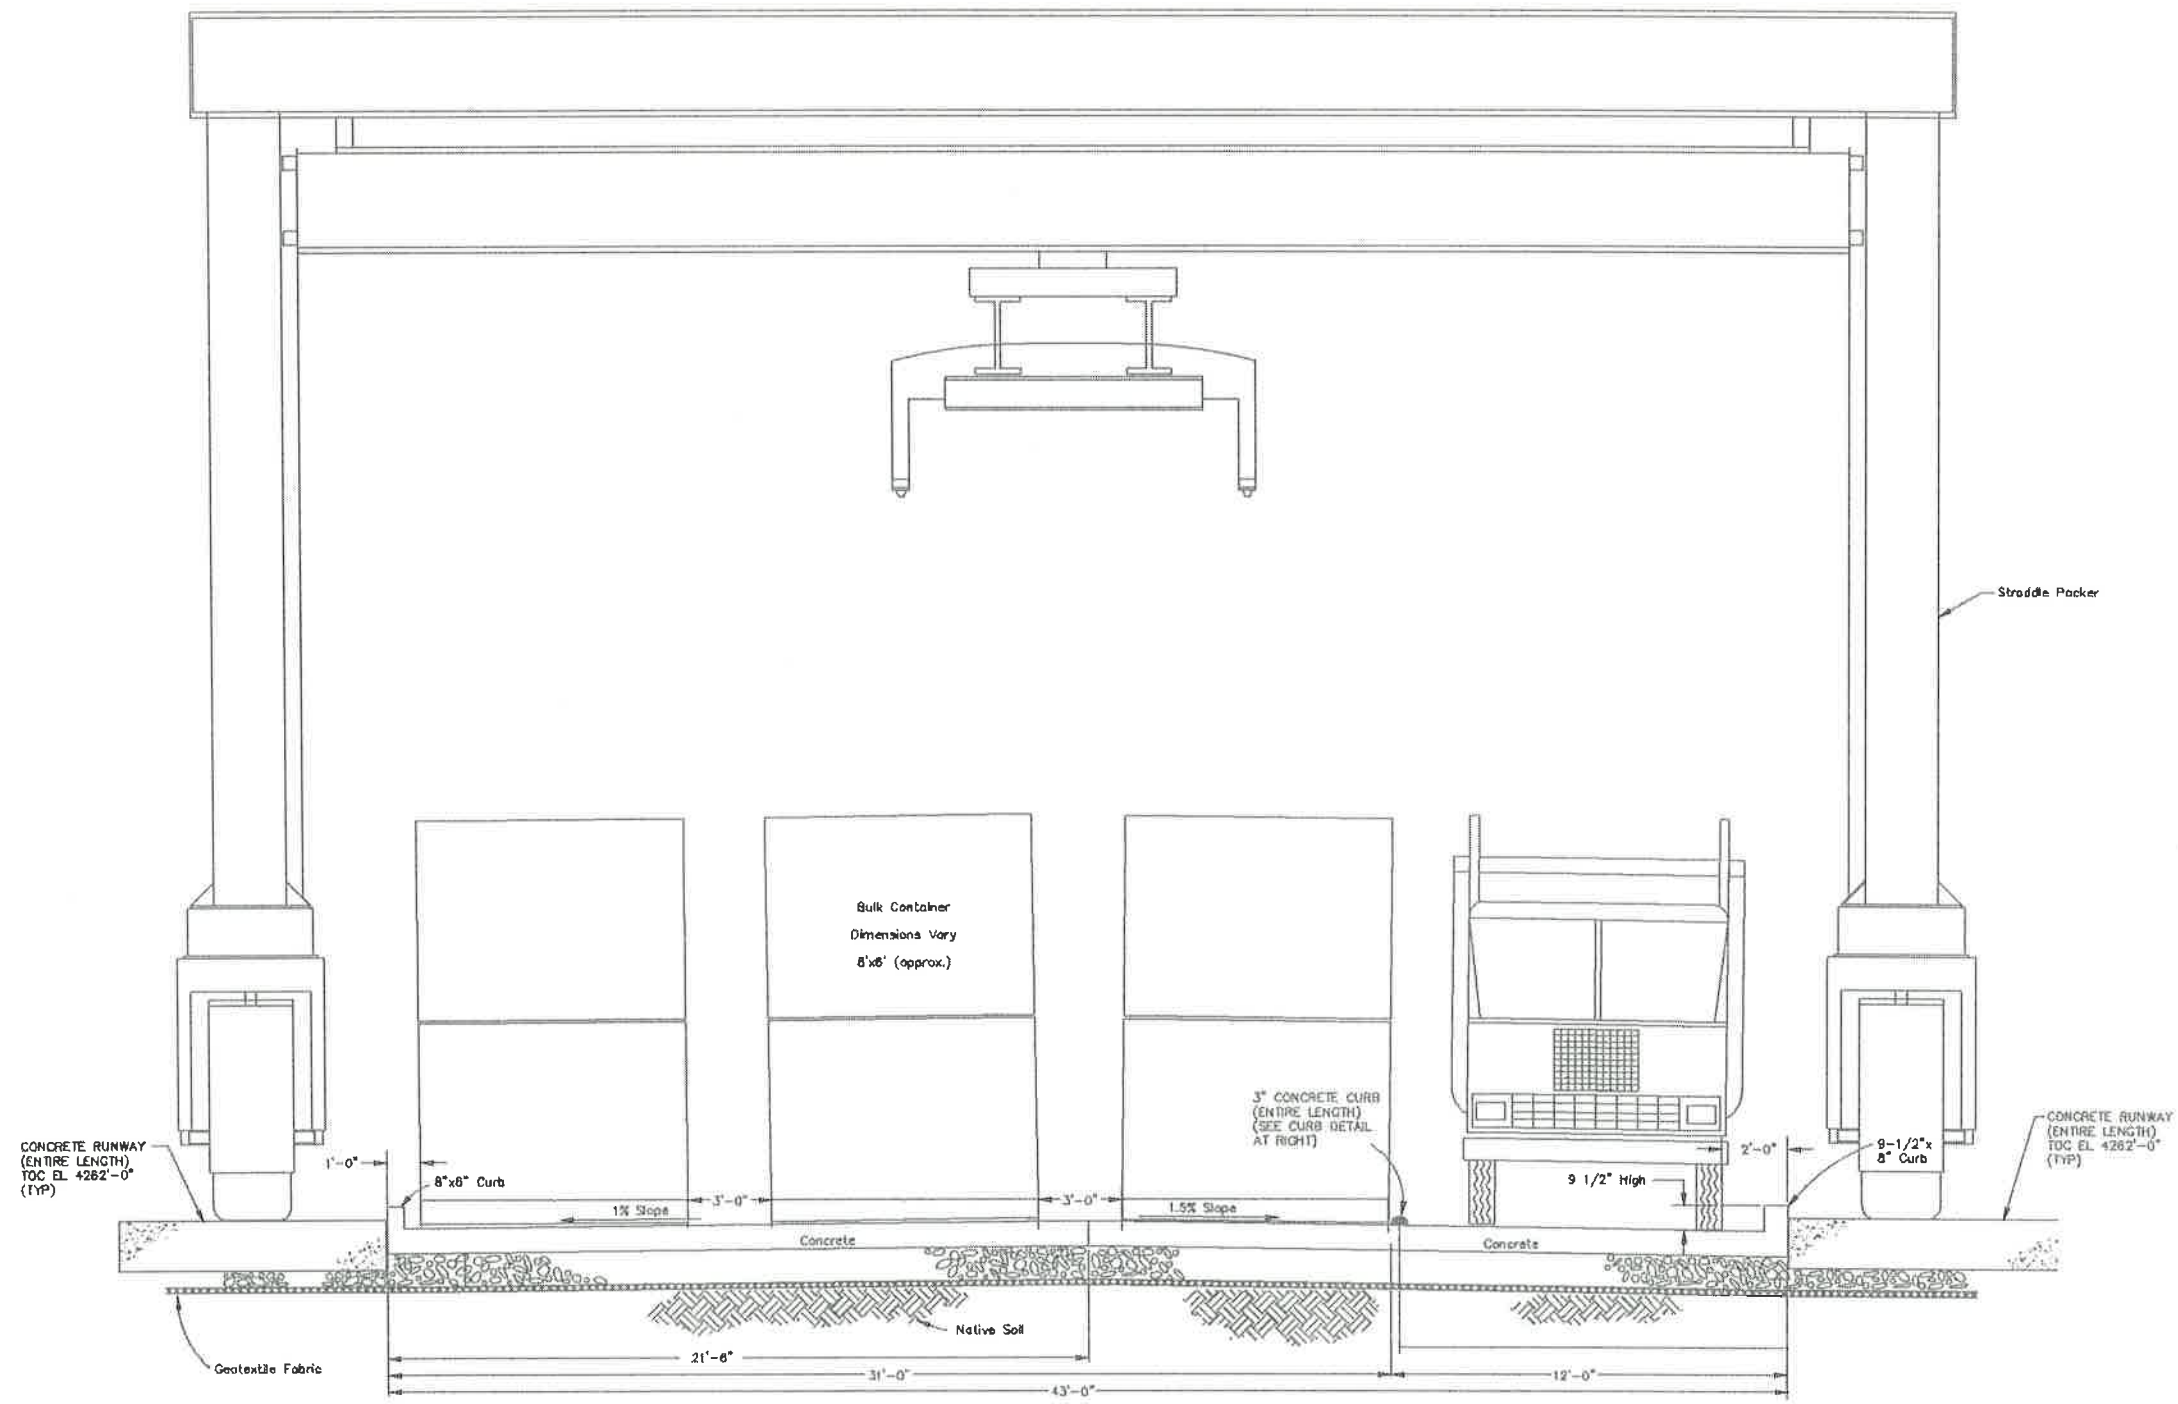 Straddle Packer
Bulk Container
Dimensions Vary
8'x6' (approx.)
3" CONCRETE CURB
(ENTIRE LENGTH)
(SEE CURB DETAIL
AT RIGHT)
CONCRETE RUNWAY
(ENTIRE LENGTH)
TOC EL 4262'-0"
(TYP)
CONCRETE RUNWAY
(ENTIRE LENGTH)
TOC EL 4262'-0"
(TYP)
1'-0"
2'-0"
9-1/2"x
8" Curb
8"x6" Curb
9 1/2" High
3'-0"
3'-0"
1% Slope
1.5% Slope
Concrete
Concrete
Native Soil
Geotextile Fabric
21'-6"
31'-0"
12'-0"
43'-0"